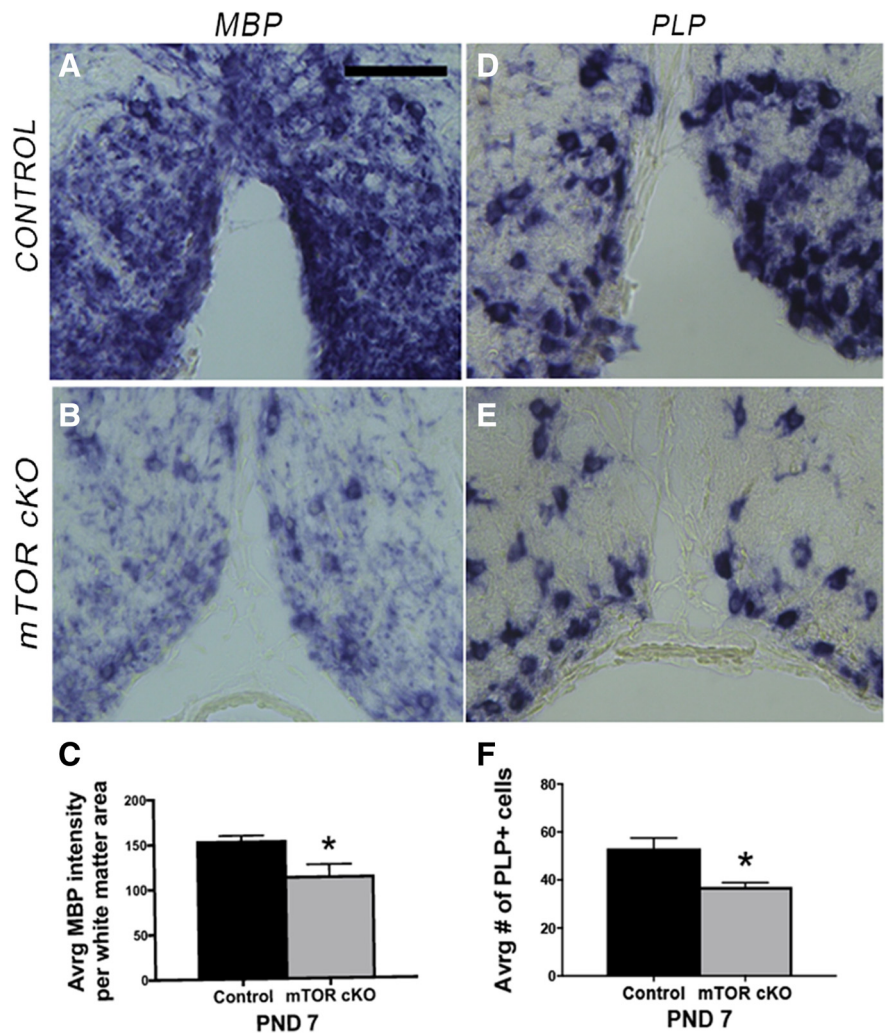 MBP
PLP
CONTROL
A
D
mTOR cKO
B
E
C
Avrg MBP intensity
per white matter area
200
150
100
50
0
*
Control mTOR cKO
PND 7
F
Avrg # of PLP+ cells
80
60
40
20
0
*
Control mTOR cKO
PND 7